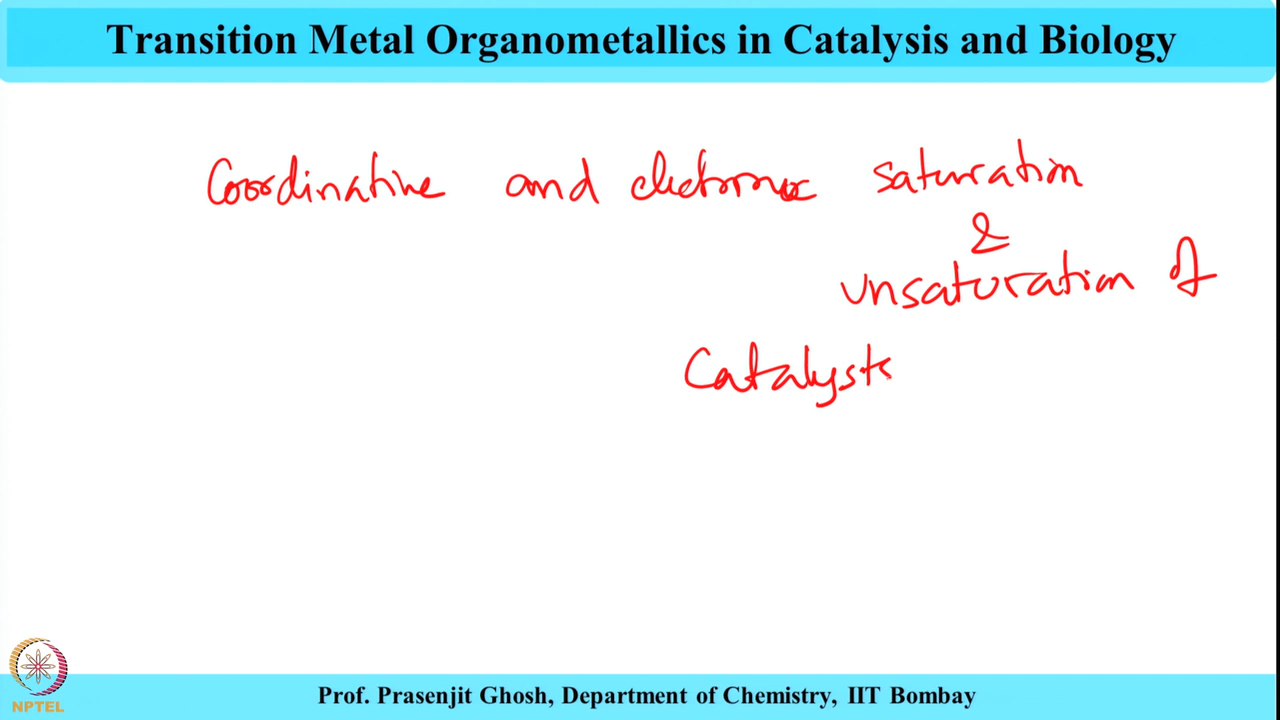 Transition Metal Organometallics in Catalysis and Biology
Coordinative and electronic saturation
&
unsaturation of
Catalysts
NPTEL
Prof. Prasenjit Ghosh, Department of Chemistry, IIT Bombay